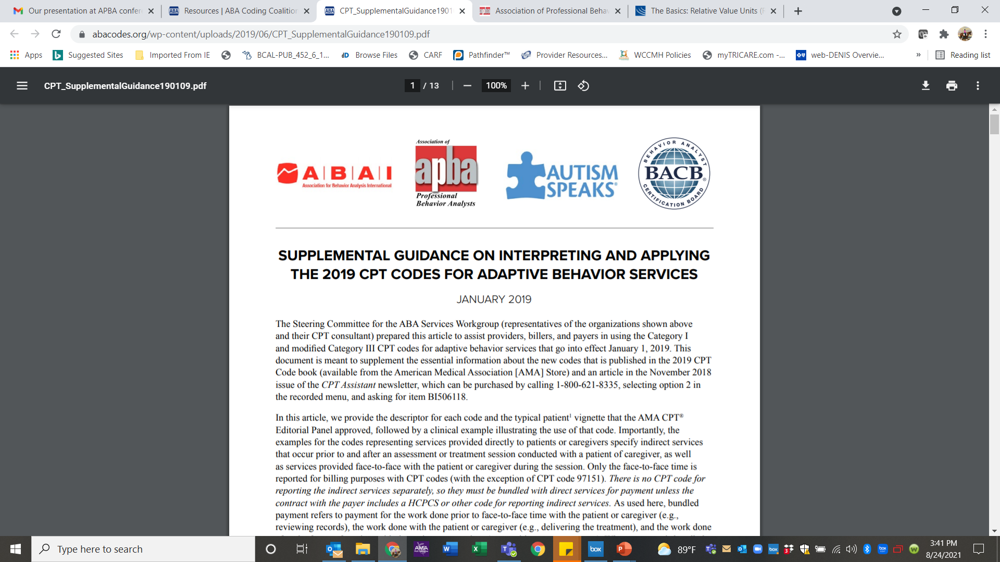 Our presentation at APBA confer
Resources | ABA Coding Coalition
CPT_SupplementalGuidance1901
Association of Professional Beha
The Basics: Relative Value Units (R
abacodes.org/wp-content/uploads/2019/06/CPT_SupplementalGuidance190109.pdf
Apps
Suggested Sites
Imported From IE
BCAL-PUB_452_6_1...
Browse Files
CARF
Pathfinder™
Provider Resources...
WCCMH Policies
myTRICARE.com -...
web-DENIS Overvie...
»
Reading list
CPT_SupplementalGuidance190109.pdf
1 / 13
100%
A|B|A|I
Association for Behavior Analysis International
Association of
apba
Professional
Behavior Analysts
AUTISM
SPEAKS®
BEHAVIOR ANALYST
BACB®
CERTIFICATION BOARD
SUPPLEMENTAL GUIDANCE ON INTERPRETING AND APPLYING
THE 2019 CPT CODES FOR ADAPTIVE BEHAVIOR SERVICES
JANUARY 2019
The Steering Committee for the ABA Services Workgroup (representatives of the organizations shown above
and their CPT consultant) prepared this article to assist providers, billers, and payers in using the Category I
and modified Category III CPT codes for adaptive behavior services that go into effect January 1, 2019. This
document is meant to supplement the essential information about the new codes that is published in the 2019 CPT
Code book (available from the American Medical Association [AMA] Store) and an article in the November 2018
issue of the CPT Assistant newsletter, which can be purchased by calling 1-800-621-8335, selecting option 2 in
the recorded menu, and asking for item BI506118.
In this article, we provide the descriptor for each code and the typical patient¹ vignette that the AMA CPT®
Editorial Panel approved, followed by a clinical example illustrating the use of that code. Importantly, the
examples for the codes representing services provided directly to patients or caregivers specify indirect services
that occur prior to and after an assessment or treatment session conducted with a patient of caregiver, as well
as services provided face-to-face with the patient or caregiver during the session. Only the face-to-face time is
reported for billing purposes with CPT codes (with the exception of CPT code 97151). There is no CPT code for
reporting the indirect services separately, so they must be bundled with direct services for payment unless the
contract with the payer includes a HCPCS or other code for reporting indirect services. As used here, bundled
payment refers to payment for the work done prior to face-to-face time with the patient or caregiver (e.g.,
reviewing records), the work done with the patient or caregiver (e.g., delivering the treatment), and the work done
Type here to search
AMA
box
89°F
3:41 PM
8/24/2021